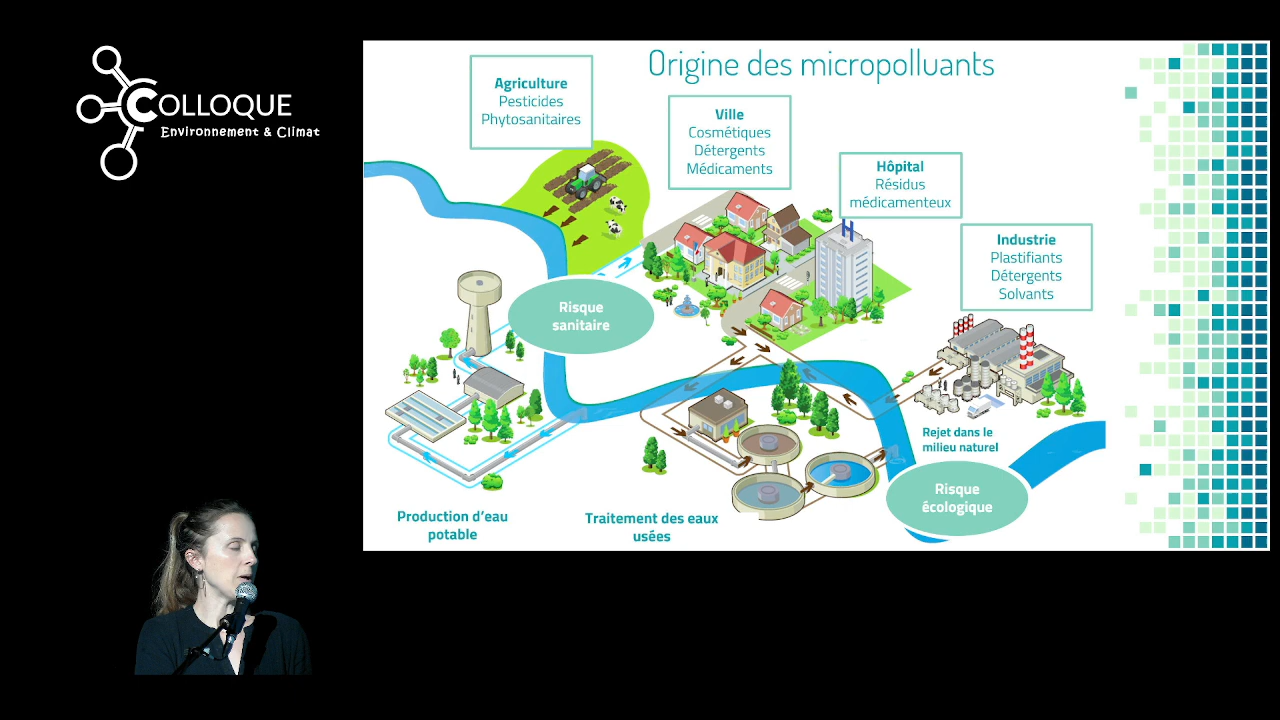 COLLOQUE
Environnement & Climat
Origine des micropolluants
Agriculture
Pesticides
Phytosanitaires
Ville
Cosmétiques
Détergents
Médicaments
Hôpital
Résidus
médicamenteux
Industrie
Plastifiants
Détergents
Solvants
H
Risque
sanitaire
Rejet dans le
milieu naturel
Risque
écologique
Production d'eau
potable
Traitement des eaux
usées